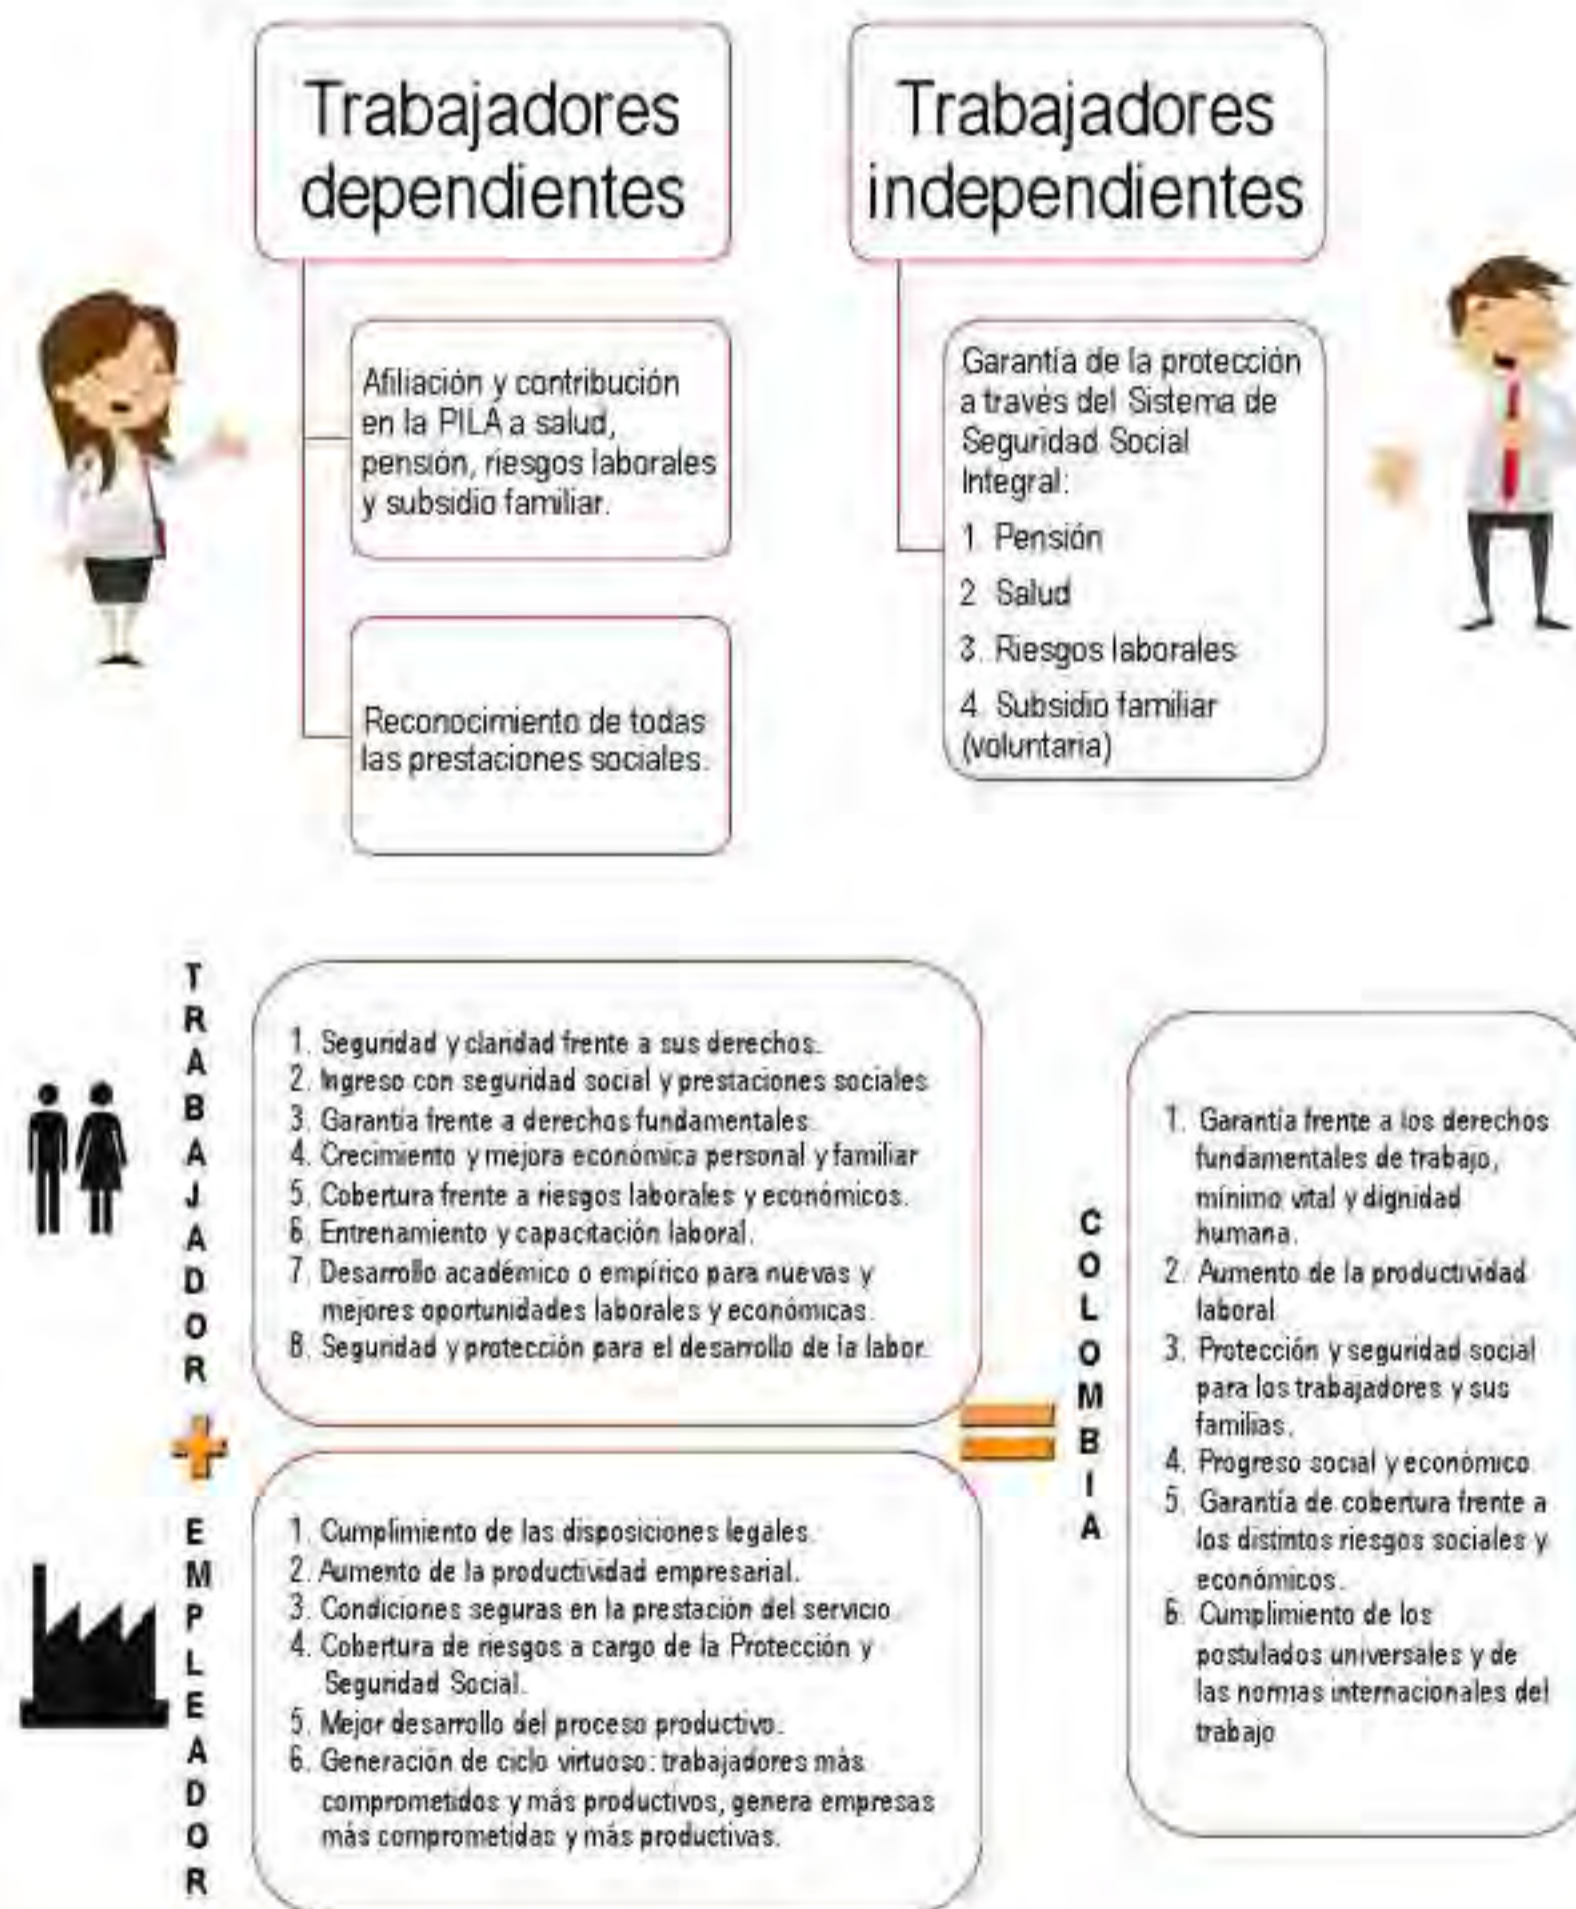 Trabajadores
dependientes
Afiliación y contribución
en la PILA a salud,
pensión, riesgos laborales
y subsidio familiar.
Reconocimiento de todas
las prestaciones sociales.
Trabajadores
independientes
Garantía de la protección
a través del Sistema de
Seguridad Social
Integral:
1. Pensión
2. Salud
3. Riesgos laborales
4. Subsidio familiar
(voluntaria)
TRABAJADOR
1. Seguridad y claridad frente a sus derechos.
2. Ingreso con seguridad social y prestaciones sociales
3. Garantía frente a derechos fundamentales.
4. Crecimiento y mejora económica personal y familiar
5. Cobertura frente a riesgos laborales y económicos.
6. Entrenamiento y capacitación laboral.
7. Desarrollo académico o empírico para nuevas y
mejores oportunidades laborales y económicas.
8. Seguridad y protección para el desarrollo de la labor.
+
EMPLEADOR
1. Cumplimiento de las disposiciones legales.
2. Aumento de la productividad empresarial.
3. Condiciones seguras en la prestación del servicio.
4. Cobertura de riesgos a cargo de la Protección y
Seguridad Social.
5. Mejor desarrollo del proceso productivo.
6. Generación de ciclo virtuoso: trabajadores más
comprometidos y más productivos, genera empresas
más comprometidas y más productivas.
=
COLOMBIA
1. Garantía frente a los derechos
fundamentales de trabajo,
mínimo vital y dignidad
humana.
2. Aumento de la productividad
laboral.
3. Protección y seguridad social
para los trabajadores y sus
familias.
4. Progreso social y económico.
5. Garantía de cobertura frente a
los distintos riesgos sociales y
económicos.
6. Cumplimiento de los
postulados universales y de
las normas internacionales del
trabajo